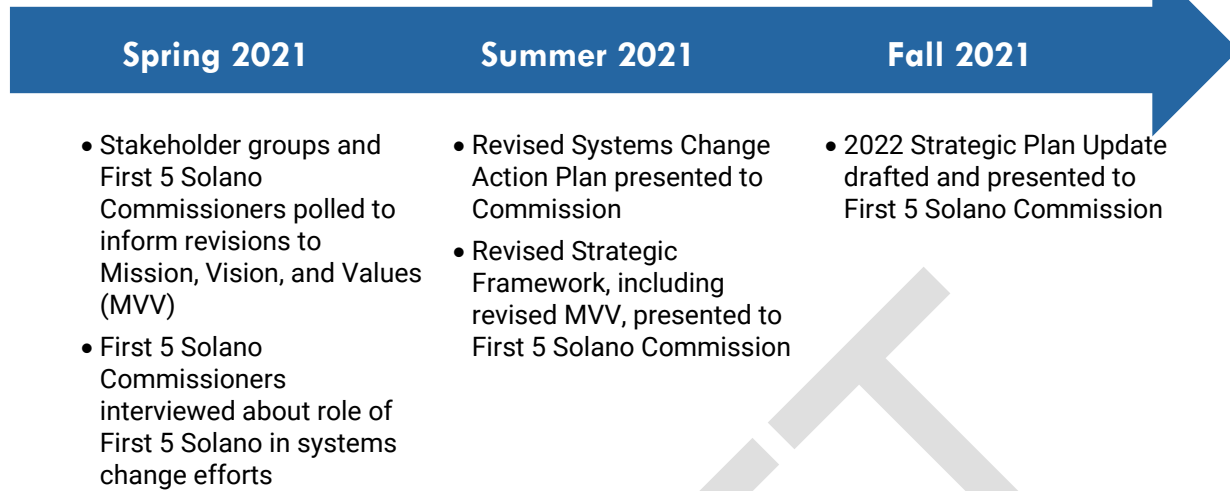 Spring 2021
Summer 2021
Fall 2021
• Stakeholder groups and
First 5 Solano
Commissioners polled to
inform revisions to
Mission, Vision, and Values
(MVV)
• First 5 Solano
Commissioners
interviewed about role of
First 5 Solano in systems
change efforts
• Revised Systems Change
Action Plan presented to
Commission
• Revised Strategic
Framework, including
revised MVV, presented to
First 5 Solano Commission
• 2022 Strategic Plan Update
drafted and presented to
First 5 Solano Commission